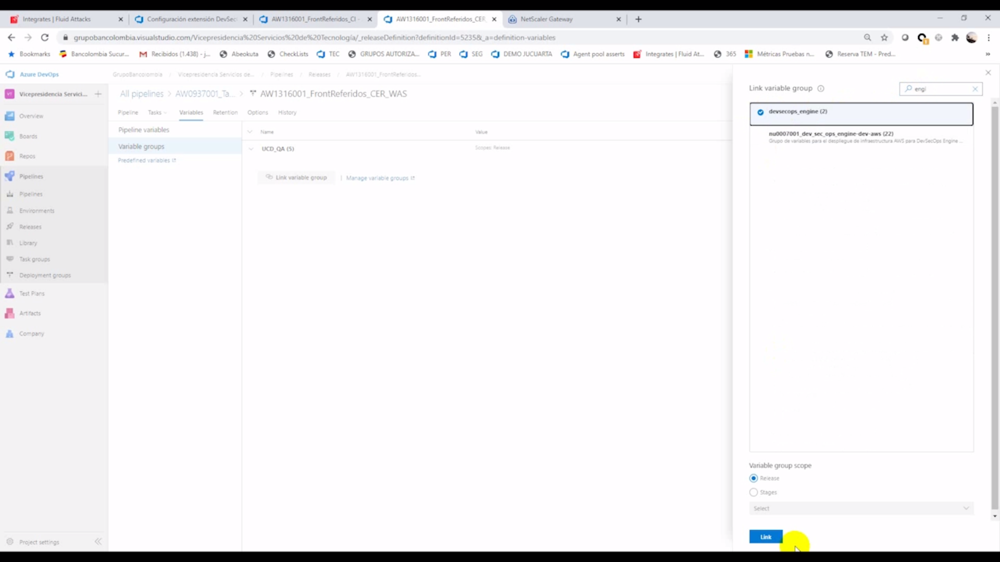 Integrates | Fluid Attacks
Configuración extensión DevSec
AW1316001_FrontReferidos_CI -
AW1316001_FrontReferidos_CER_
NetScaler Gateway
grupobancolombia.visualstudio.com/Vicepresidencia%20Servicios%20de%20Tecnología/_releaseDefinition?definitionId=5235&_a=definition-variables
Bookmarks
Bancolombia Sucur...
Recibidos (1.438) - j...
Abeokuta
CheckLists
TEC
GRUPOS AUTORIZA...
PER
SEG
DEMO JUCUARTA
Agent pool asserts
Integrates | Fluid At...
365
Métricas Pruebas n...
Reserva TEM - Pred...
»
Azure DevOps
GrupoBancolombia / Vicepresidencia Servicios de... / Pipelines / Releases / AW1316001_FrontReferidos...
VT Vicepresidencia Servici...
Overview
Boards
Repos
Pipelines
Pipelines
Environments
Releases
Library
Task groups
Deployment groups
Test Plans
Artifacts
Company
Project settings
All pipelines > AW0937001_Ta... > AW1316001_FrontReferidos_CER_WAS
Pipeline Tasks Variables Retention Options History
Pipeline variables
Variable groups
Predefined variables
Name Value
UCD_QA (5) Scopes: Release
Link variable group | Manage variable groups
Link variable group
engi
devsecops_engine (2)
nu0007001_dev_sec_ops_engine-dev-aws (22)
Grupo de variables para el despliegue de infraestructura AWS para DevSecOps Engine ...
Variable group scope
Release
Stages
Select
Link